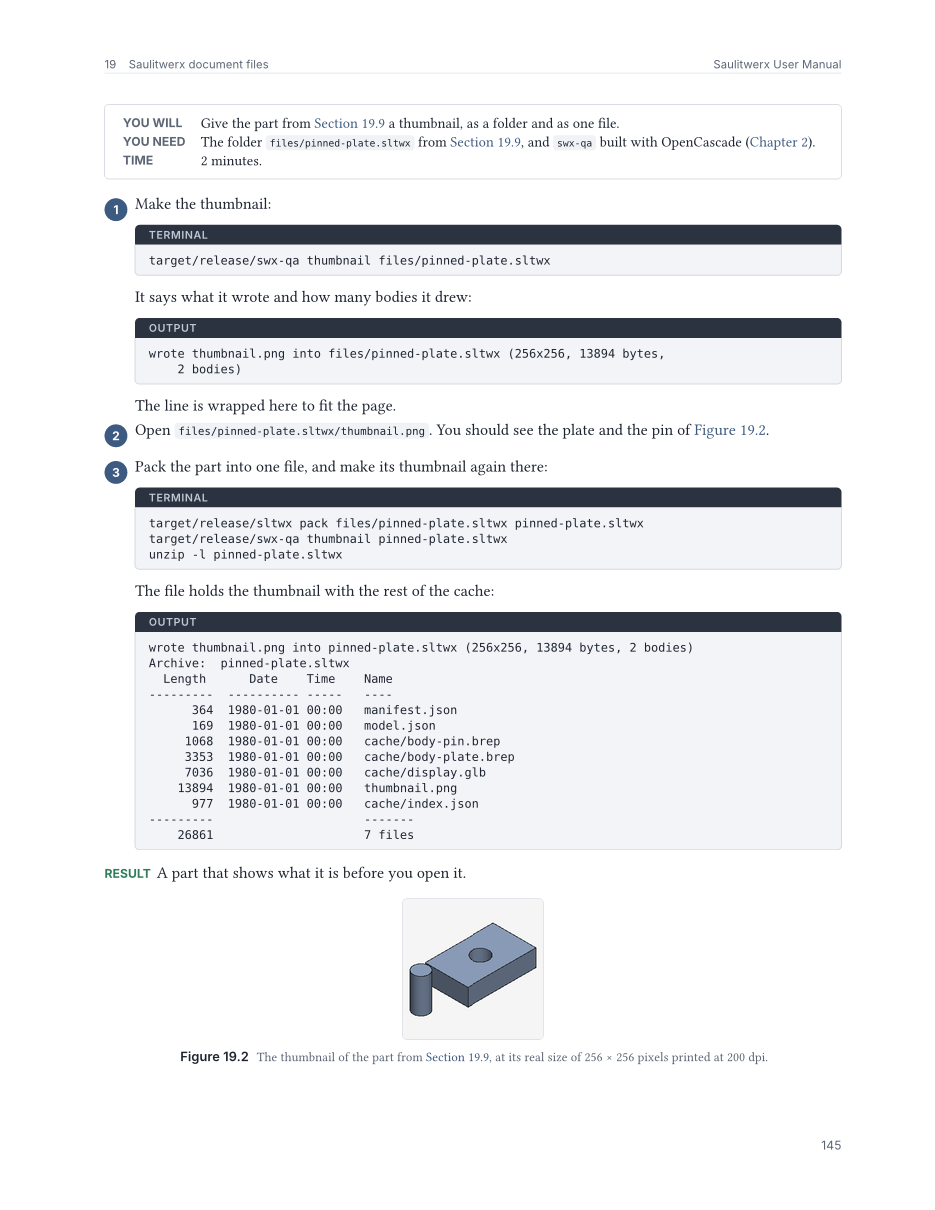 19 Saulitwerx document files
Saulitwerx User Manual
YOU WILL Give the part from Section 19.9 a thumbnail, as a folder and as one file.
YOU NEED The folder files/pinned-plate.sltwx from Section 19.9, and swx-qa built with OpenCascade (Chapter 2).
TIME 2 minutes.
1 Make the thumbnail:
TERMINAL
target/release/swx-qa thumbnail files/pinned-plate.sltwx
It says what it wrote and how many bodies it drew:
OUTPUT
wrote thumbnail.png into files/pinned-plate.sltwx (256x256, 13894 bytes,
    2 bodies)
The line is wrapped here to fit the page.
2 Open files/pinned-plate.sltwx/thumbnail.png. You should see the plate and the pin of Figure 19.2.
3 Pack the part into one file, and make its thumbnail again there:
TERMINAL
target/release/sltwx pack files/pinned-plate.sltwx pinned-plate.sltwx
target/release/swx-qa thumbnail pinned-plate.sltwx
unzip -l pinned-plate.sltwx
The file holds the thumbnail with the rest of the cache:
OUTPUT
wrote thumbnail.png into pinned-plate.sltwx (256x256, 13894 bytes, 2 bodies)
Archive:  pinned-plate.sltwx
  Length      Date    Time    Name
---------  ---------- -----   ----
      364  1980-01-01 00:00   manifest.json
      169  1980-01-01 00:00   model.json
     1068  1980-01-01 00:00   cache/body-pin.brep
     3353  1980-01-01 00:00   cache/body-plate.brep
     7036  1980-01-01 00:00   cache/display.glb
    13894  1980-01-01 00:00   thumbnail.png
      977  1980-01-01 00:00   cache/index.json
---------                     -------
    26861                     7 files
RESULT A part that shows what it is before you open it.
Figure 19.2 The thumbnail of the part from Section 19.9, at its real size of 256 × 256 pixels printed at 200 dpi.
145